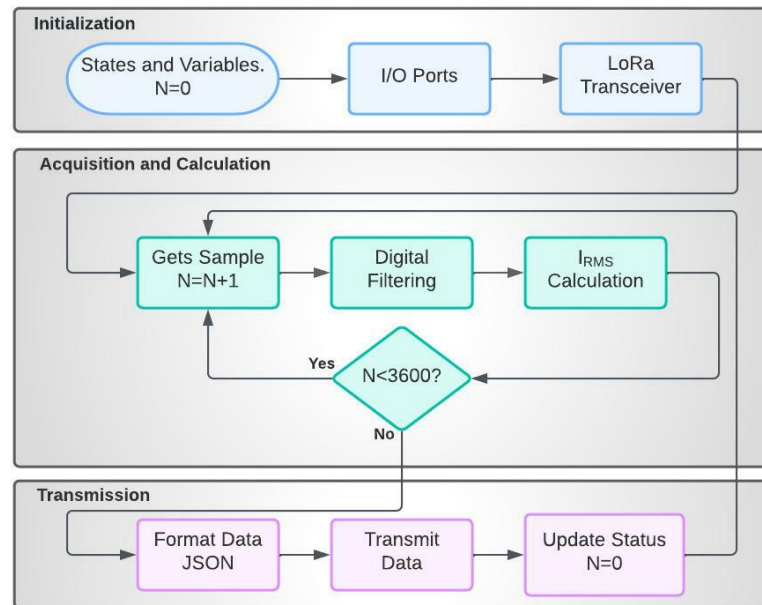 Initialization
States and Variables.
N=0
I/O Ports
LoRa
Transceiver
Acquisition and Calculation
Gets Sample
N=N+1
Digital
Filtering
IRMS
Calculation
Yes
N<3600?
No
Transmission
Format Data
JSON
Transmit
Data
Update Status
N=0